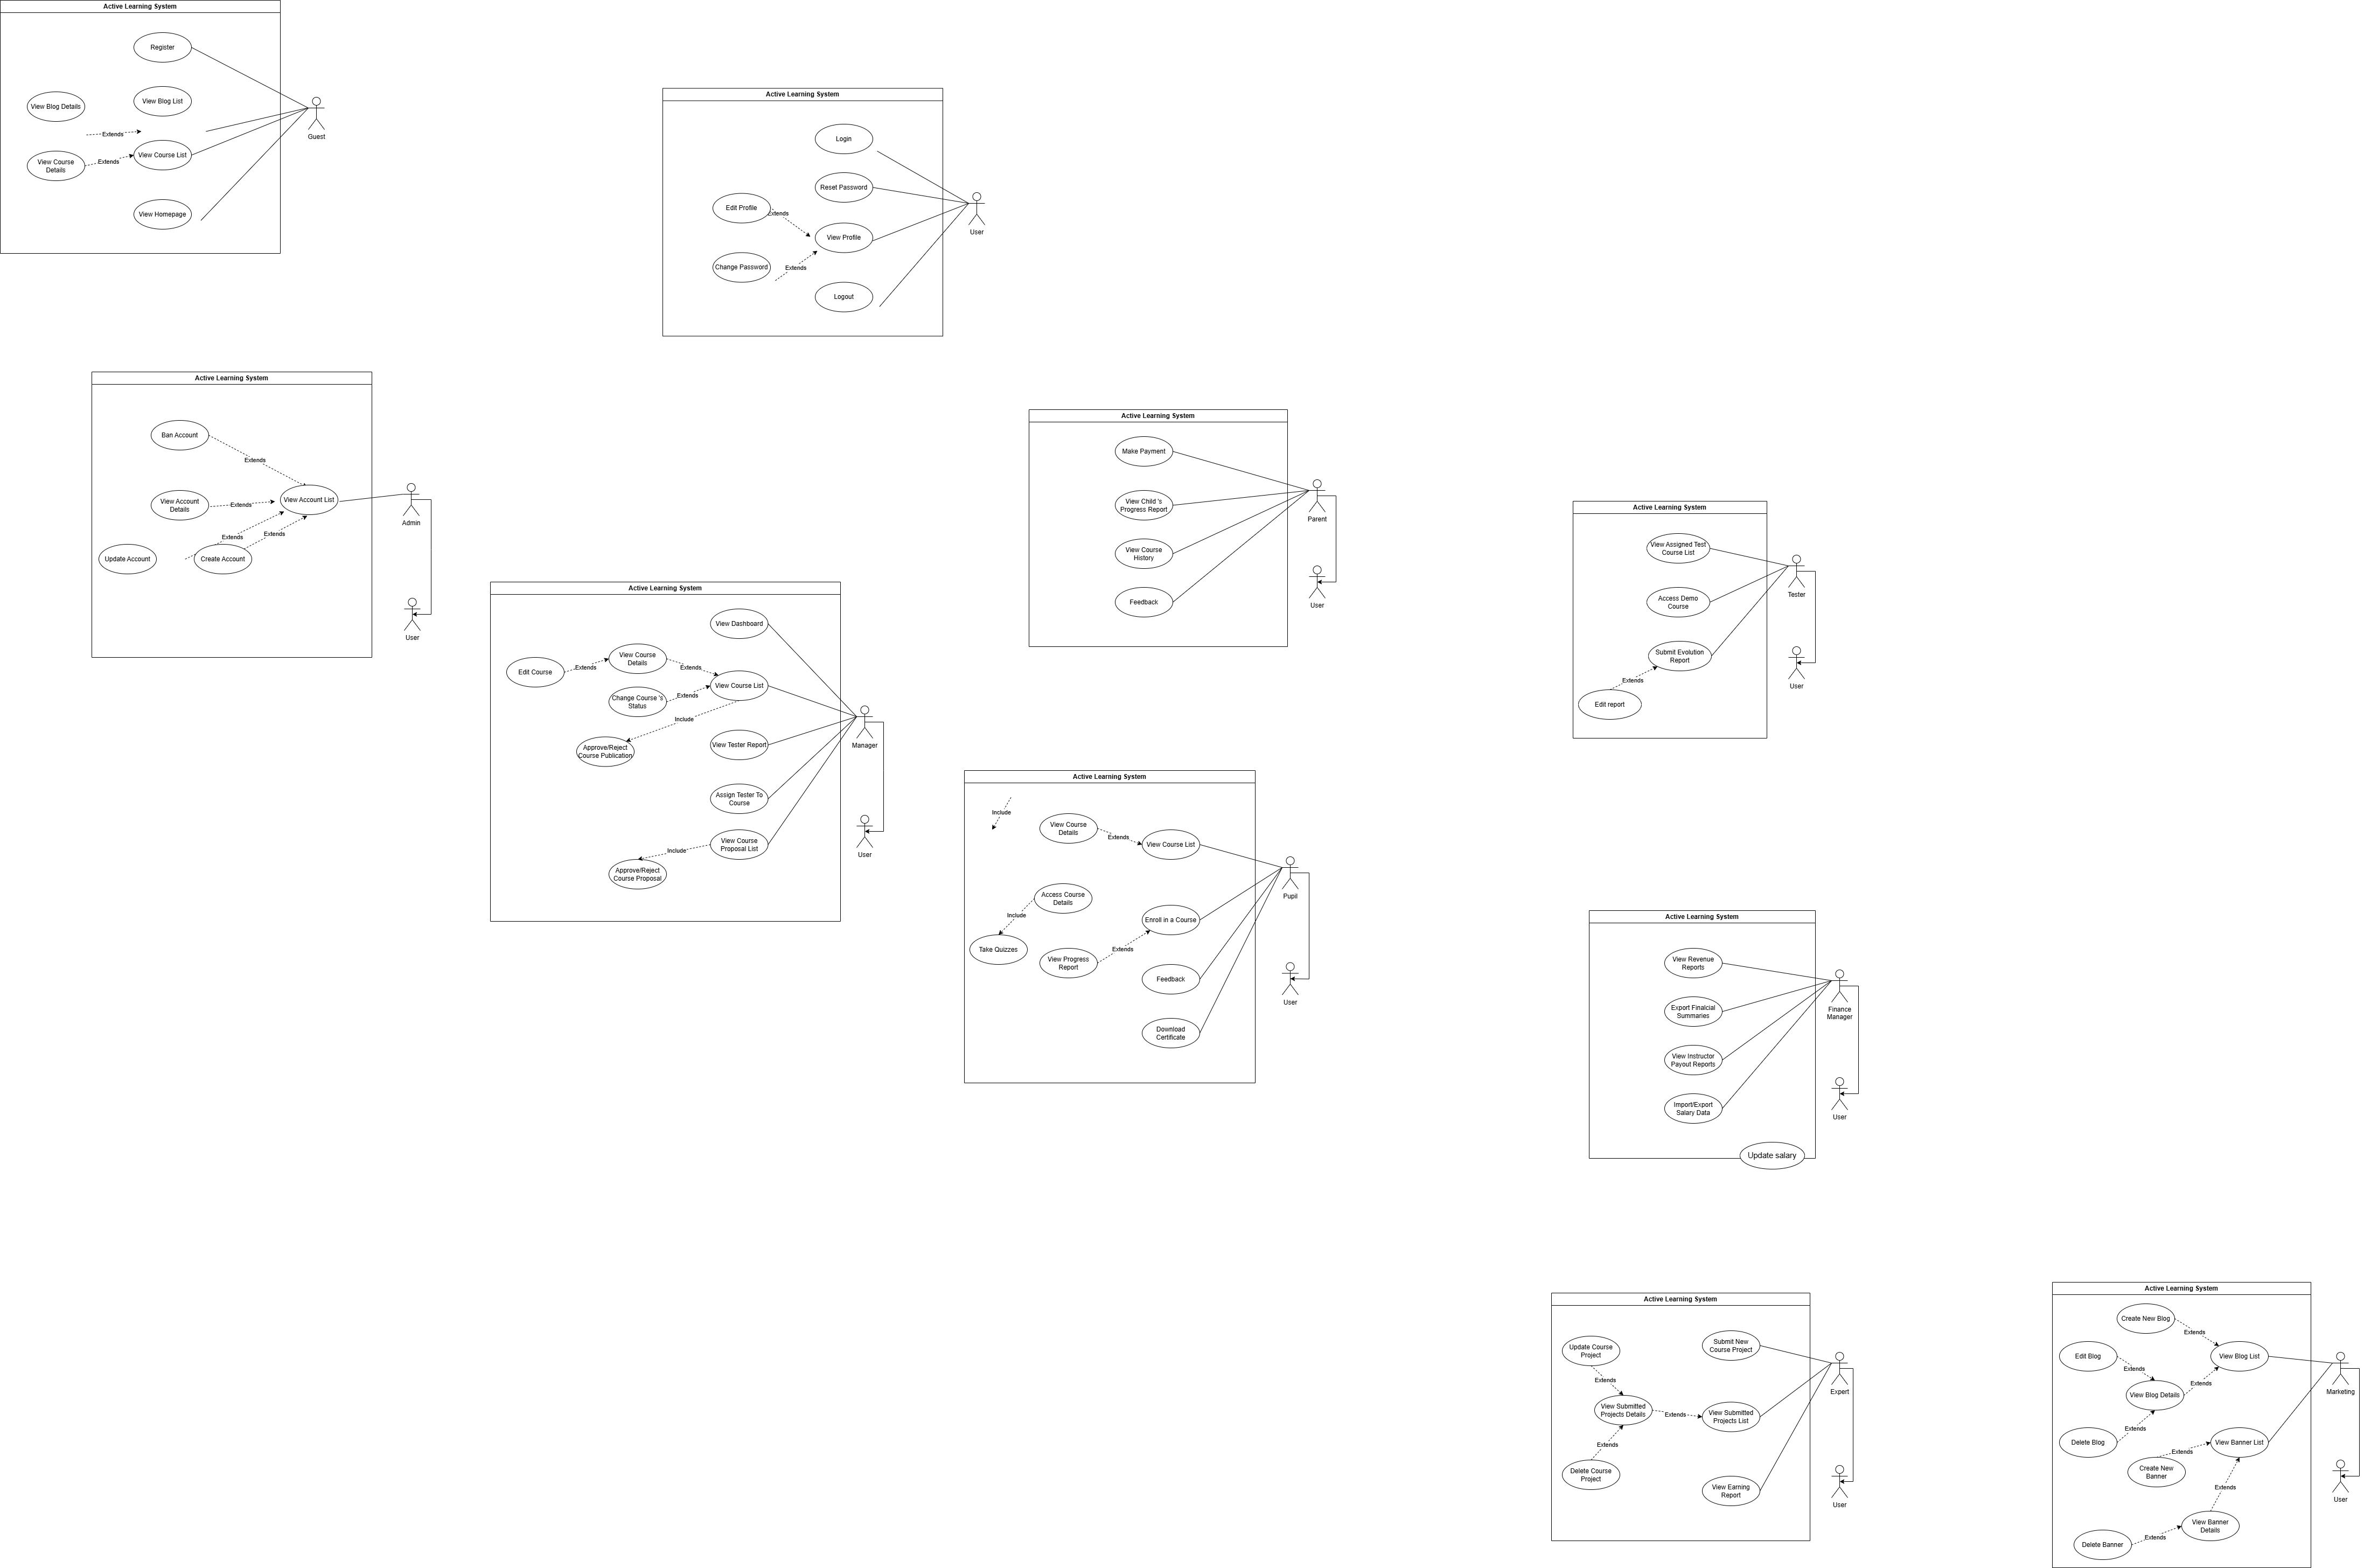 Active Learning System
Register
View Blog List
View Blog Details
Extends
View Course List
Extends
View Course
Details
View Homepage
Guest
Active Learning System
Login
Reset Password
Edit Profile
Extends
View Profile
Change Password
Extends
Logout
User
Active Learning System
Ban Account
Extends
View Account List
View Account
Details
Extends
Extends
Extends
Update Account
Create Account
Admin
User
Active Learning System
Make Payment
View Child 's
Progress Report
View Course
History
Feedback
Parent
User
Active Learning System
View Assigned Test
Course List
Access Demo
Course
Submit Evolution
Report
Extends
Edit report
Tester
User
Active Learning System
View Dashboard
View Course
Details
Extends
Edit Course
Extends
View Course List
Change Course 's
Status
Extends
Include
Approve/Reject
Course Publication
View Tester Report
Assign Tester To
Course
View Course
Proposal List
Include
Approve/Reject
Course Proposal
Manager
User
Active Learning System
Include
View Course
Details
Extends
View Course List
Access Course
Details
Include
Take Quizzes
Enroll in a Course
Extends
View Progress
Report
Feedback
Download
Certificate
Pupil
User
Active Learning System
View Revenue
Reports
Export Finalcial
Summaries
View Instructor
Payout Reports
Import/Export
Salary Data
Update salary
Finance
Manager
User
Active Learning System
Submit New
Course Project
Update Course
Project
Extends
View Submitted
Projects Details
Extends
View Submitted
Projects List
Extends
Delete Course
Project
View Earning
Report
Expert
User
Active Learning System
Create New Blog
Extends
Edit Blog
View Blog List
Extends
Extends
View Blog Details
Extends
Delete Blog
View Banner List
Extends
Create New
Banner
Extends
View Banner
Details
Extends
Delete Banner
Marketing
User